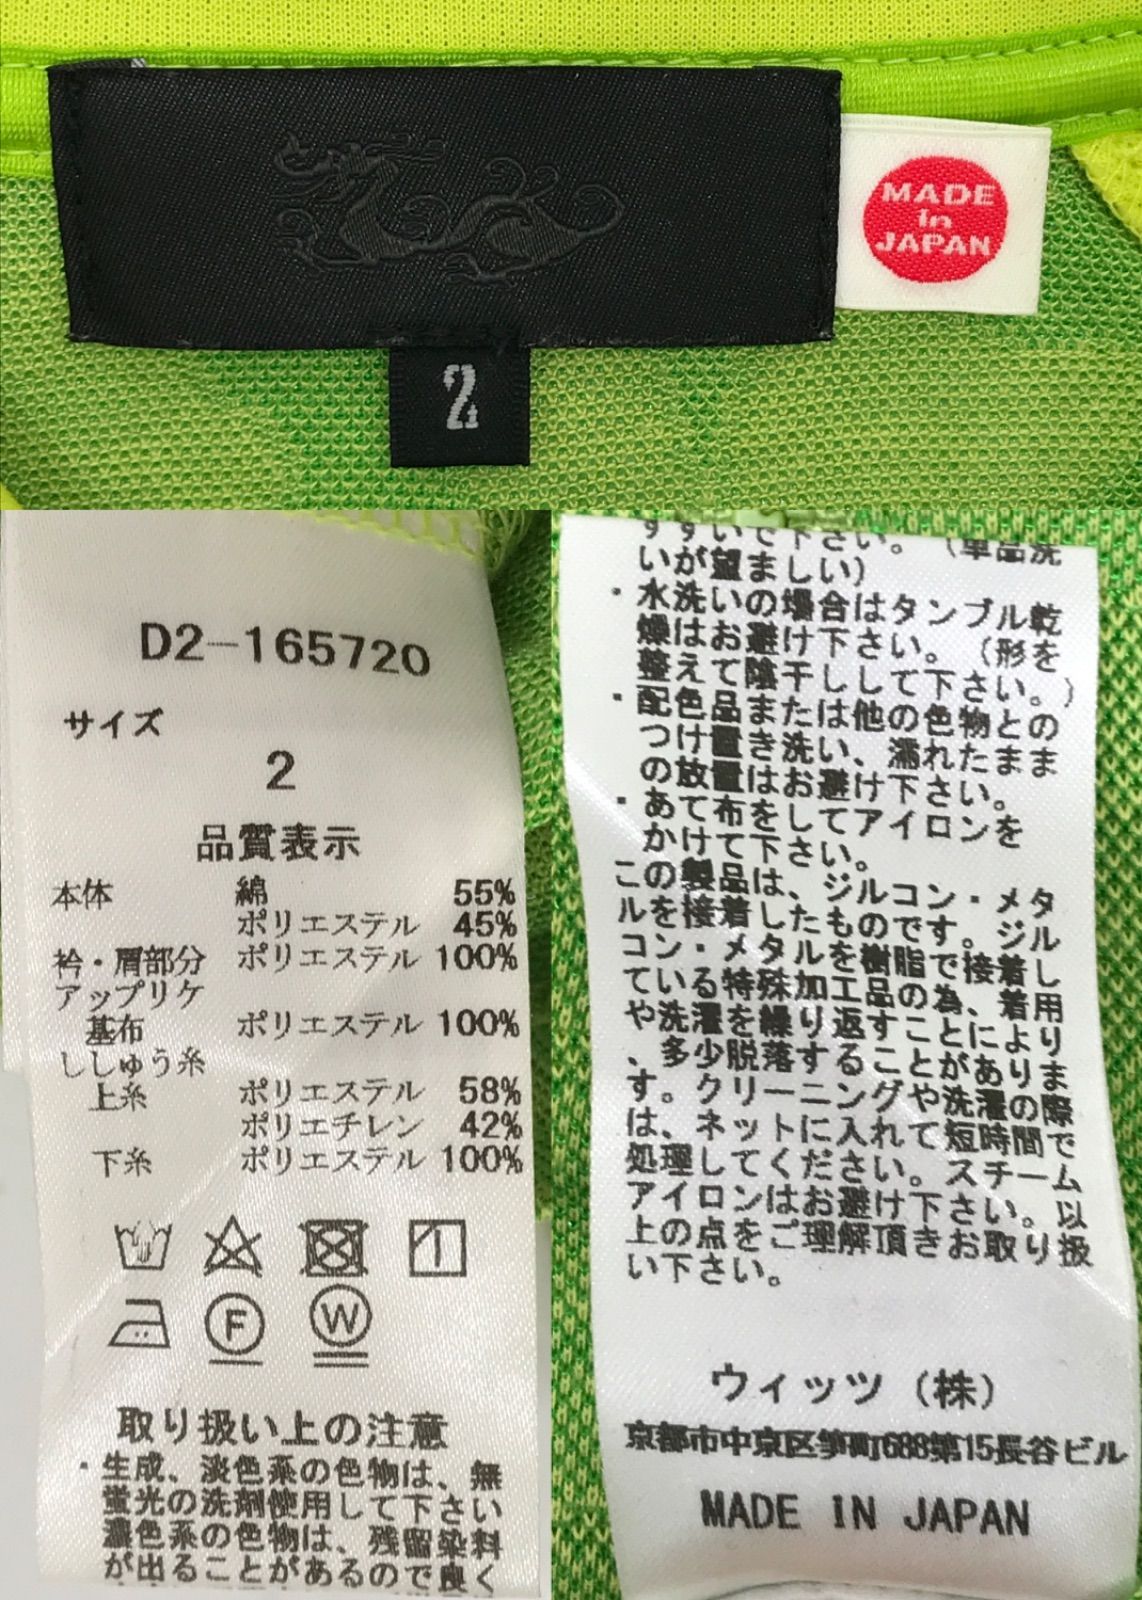 MADE
in
JAPAN
2
D2-165720
サイズ
2
品質表示
本体 綿 55%
ポリエステル 45%
衿・肩部分 ポリエステル 100%
アップリケ
基布 ポリエステル 100%
ししゅう糸
上糸 ポリエステル 58%
ポリエチレン 42%
下糸 ポリエステル 100%
F
W
取り扱い上の注意
・生成、淡色系の色物は、無
蛍光の洗剤使用して下さい
濃色系の色物は、残留染料
が出ることがあるので良く
すすいで下さい。（単品洗
いが望ましい）
・水洗いの場合はタンブル乾
燥はお避け下さい。（形を
整えて陰干しして下さい。）
・配色品または他の色物との
つけ置き洗い、濡れたまま
の放置はお避け下さい。
・あて布をしてアイロンを
かけて下さい。
この製品は、ジルコン・メタ
ルを接着したものです。ジル
コン・メタルを樹脂で接着し
ている特殊加工品の為、着用
や洗濯を繰り返すことにより
、多少脱落することがありま
す。クリーニングや洗濯の際
は、ネットに入れて短時間で
処理してください。スチーム
アイロンはお避け下さい。以
上の点をご理解頂きお取り扱
い下さい。
ウィッツ（株）
京都市中京区笋町688第15長谷ビル
MADE IN JAPAN